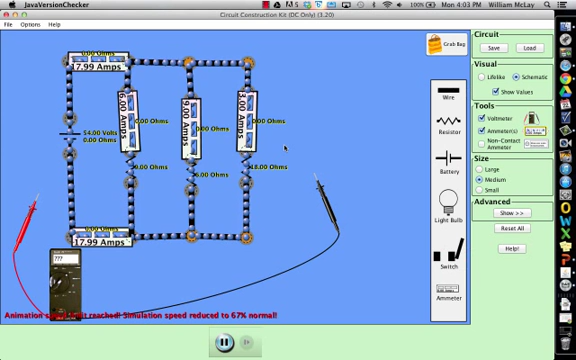 JavaVersionChecker
100%
Mon 4:03 PM William McLay
Circuit Construction Kit (DC Only) (3.20)
File Options Help
0.00 Ohms
17.99 Amps
6.00 Amps
9.00 Amps
3.00 Amps
0.00 Ohms
0.00 Ohms
0.00 Ohms
54.00 Volts
0.00 Ohms
9.00 Ohms
6.00 Ohms
18.00 Ohms
17.99 Amps
???
Animation speed limit reached! Simulation speed reduced to 67% normal!
Grab Bag
Wire
Resistor
Battery
Light Bulb
Switch
Ammeter
Circuit
Save Load
Visual
Lifelike Schematic
Show Values
Tools
Voltmeter
Ammeter(s)
Non-Contact
Ammeter
Size
Large
Medium
Small
Advanced
Show >>
Reset All
Help!